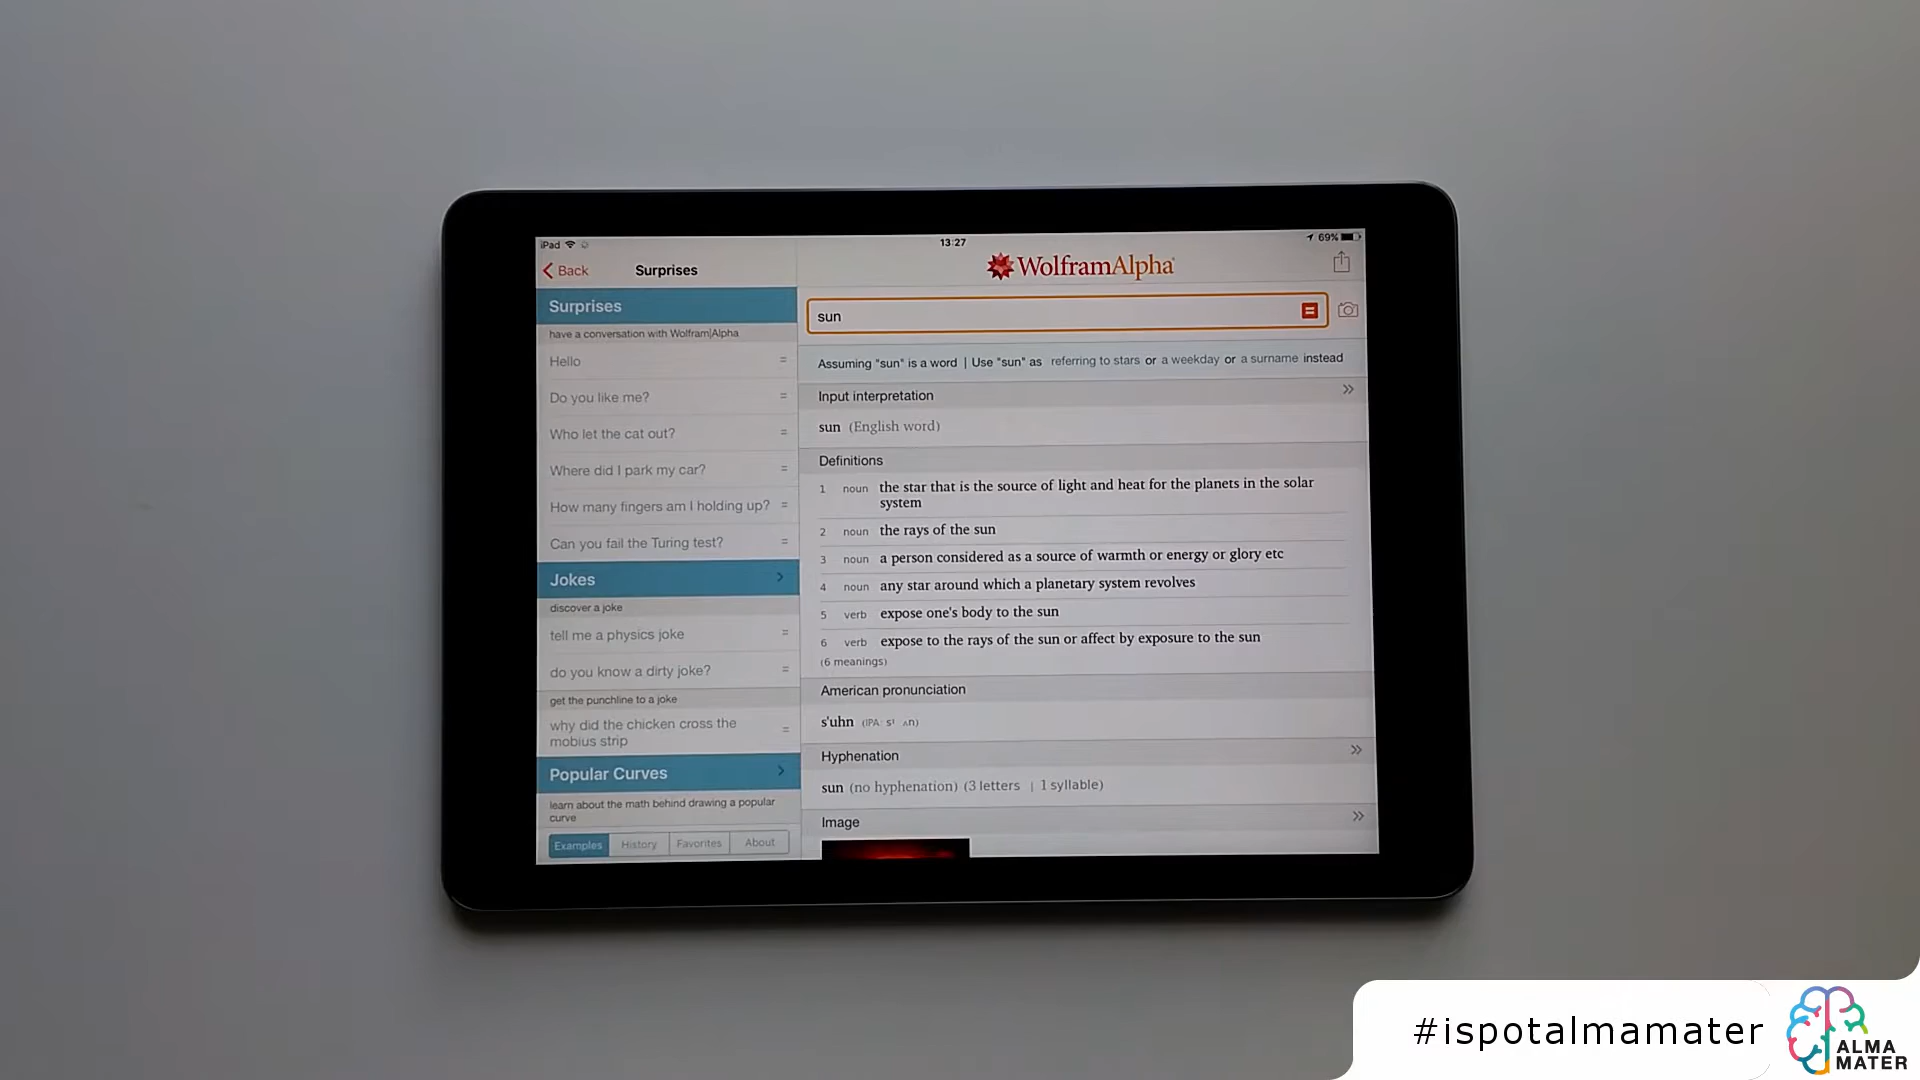 iPad
13:27
69%
Back
Surprises
WolframAlpha
Surprises
have a conversation with Wolfram|Alpha
Hello =
Do you like me? =
Who let the cat out? =
Where did I park my car? =
How many fingers am I holding up? =
Can you fail the Turing test? =
Jokes
discover a joke
tell me a physics joke =
do you know a dirty joke? =
get the punchline to a joke
why did the chicken cross the
mobius strip =
Popular Curves
learn about the math behind drawing a popular
curve
Examples History Favorites About
sun =
Assuming "sun" is a word | Use "sun" as referring to stars or a weekday or a surname instead
Input interpretation
sun (English word)
Definitions
1 noun the star that is the source of light and heat for the planets in the solar
system
2 noun the rays of the sun
3 noun a person considered as a source of warmth or energy or glory etc
4 noun any star around which a planetary system revolves
5 verb expose one's body to the sun
6 verb expose to the rays of the sun or affect by exposure to the sun
(6 meanings)
American pronunciation
s'uhn (IPA: sˈʌn)
Hyphenation
sun (no hyphenation) (3 letters | 1 syllable)
Image
#ispotalmamater
ALMA
MATER